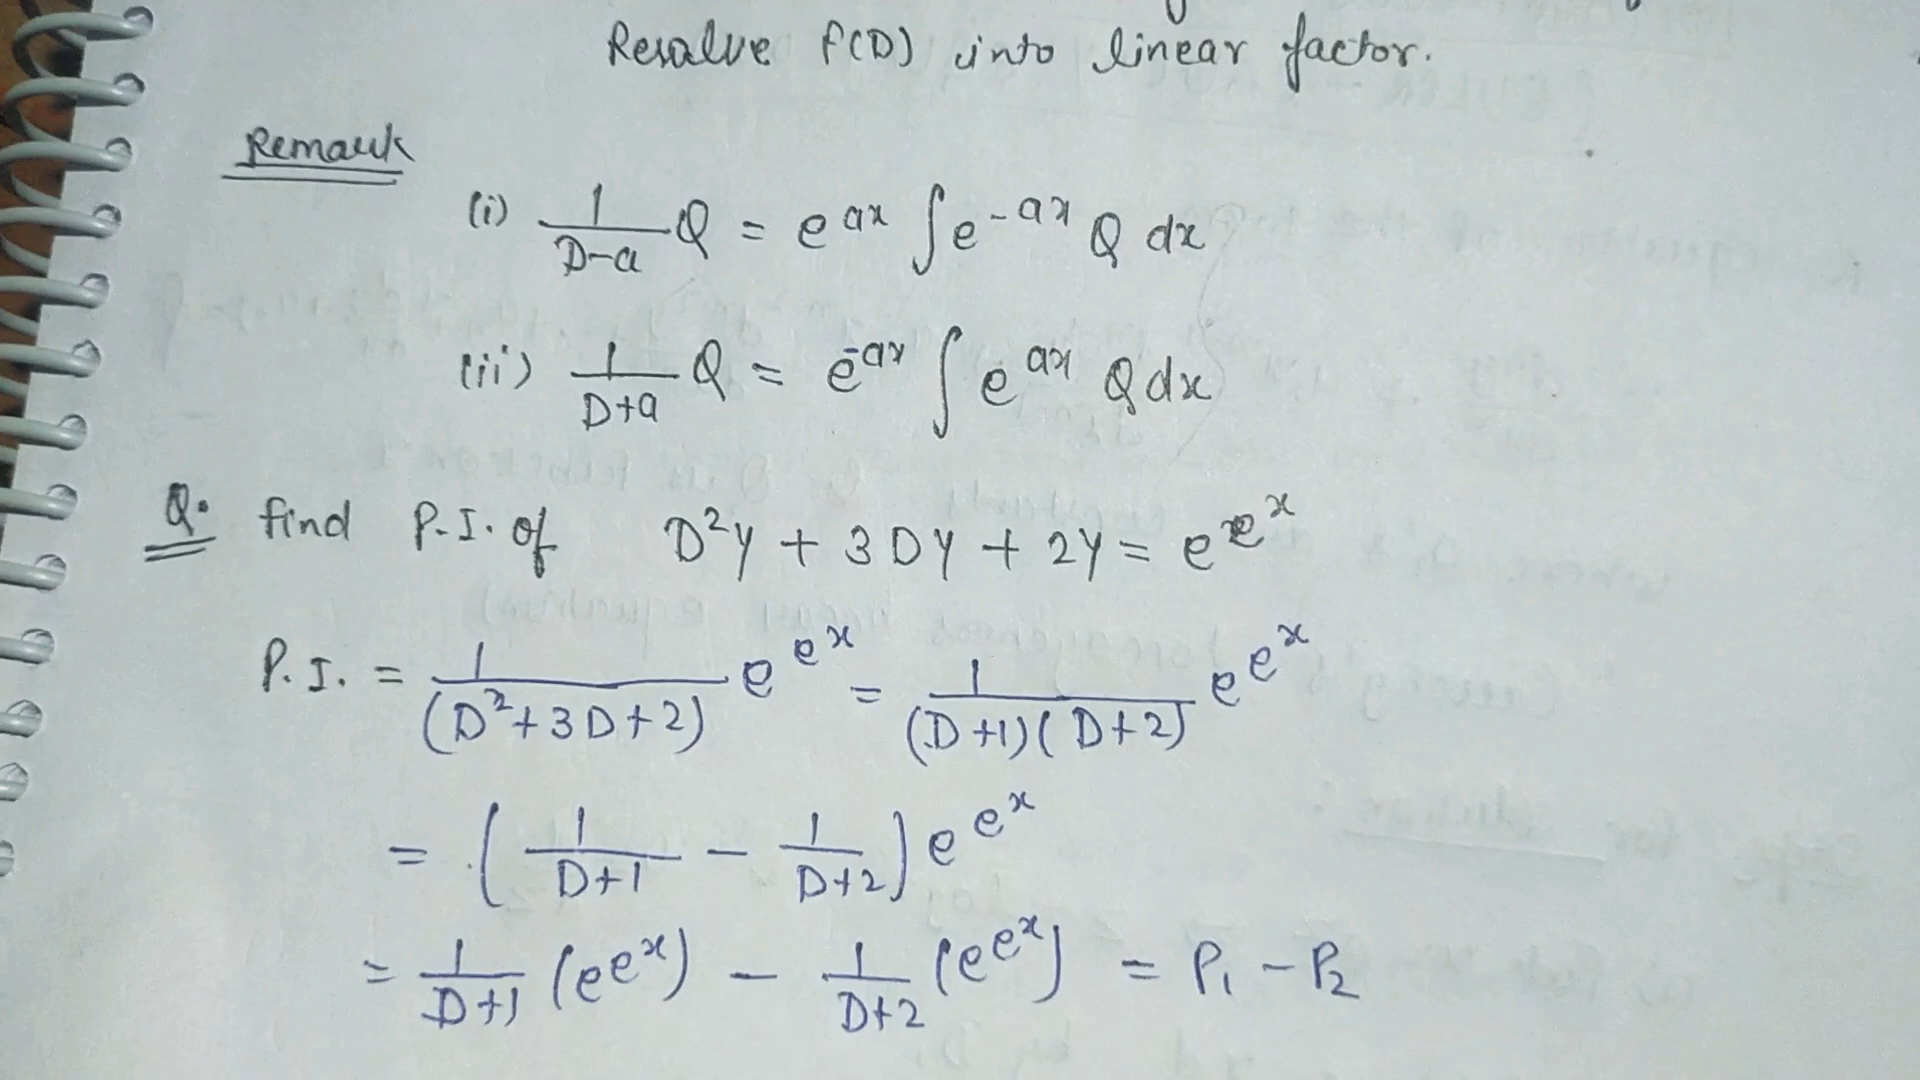 Resalve f(D) into linear factor.
Remark
(i) 1/(D-a) Q = e^{ax} ∫e^{-ax} Q dx
(ii) 1/(D+a) Q = e^{-ax} ∫e^{ax} Q dx
Q. find P.I. of D²y + 3Dy + 2y = e^{e^x}
P.I. = 1/(D²+3D+2) e^{e^x} = 1/((D+1)(D+2)) e^{e^x}
= (1/(D+1) - 1/(D+2)) e^{e^x}
= 1/(D+1) (e^{e^x}) - 1/(D+2) (e^{e^x}) = P₁ - P₂